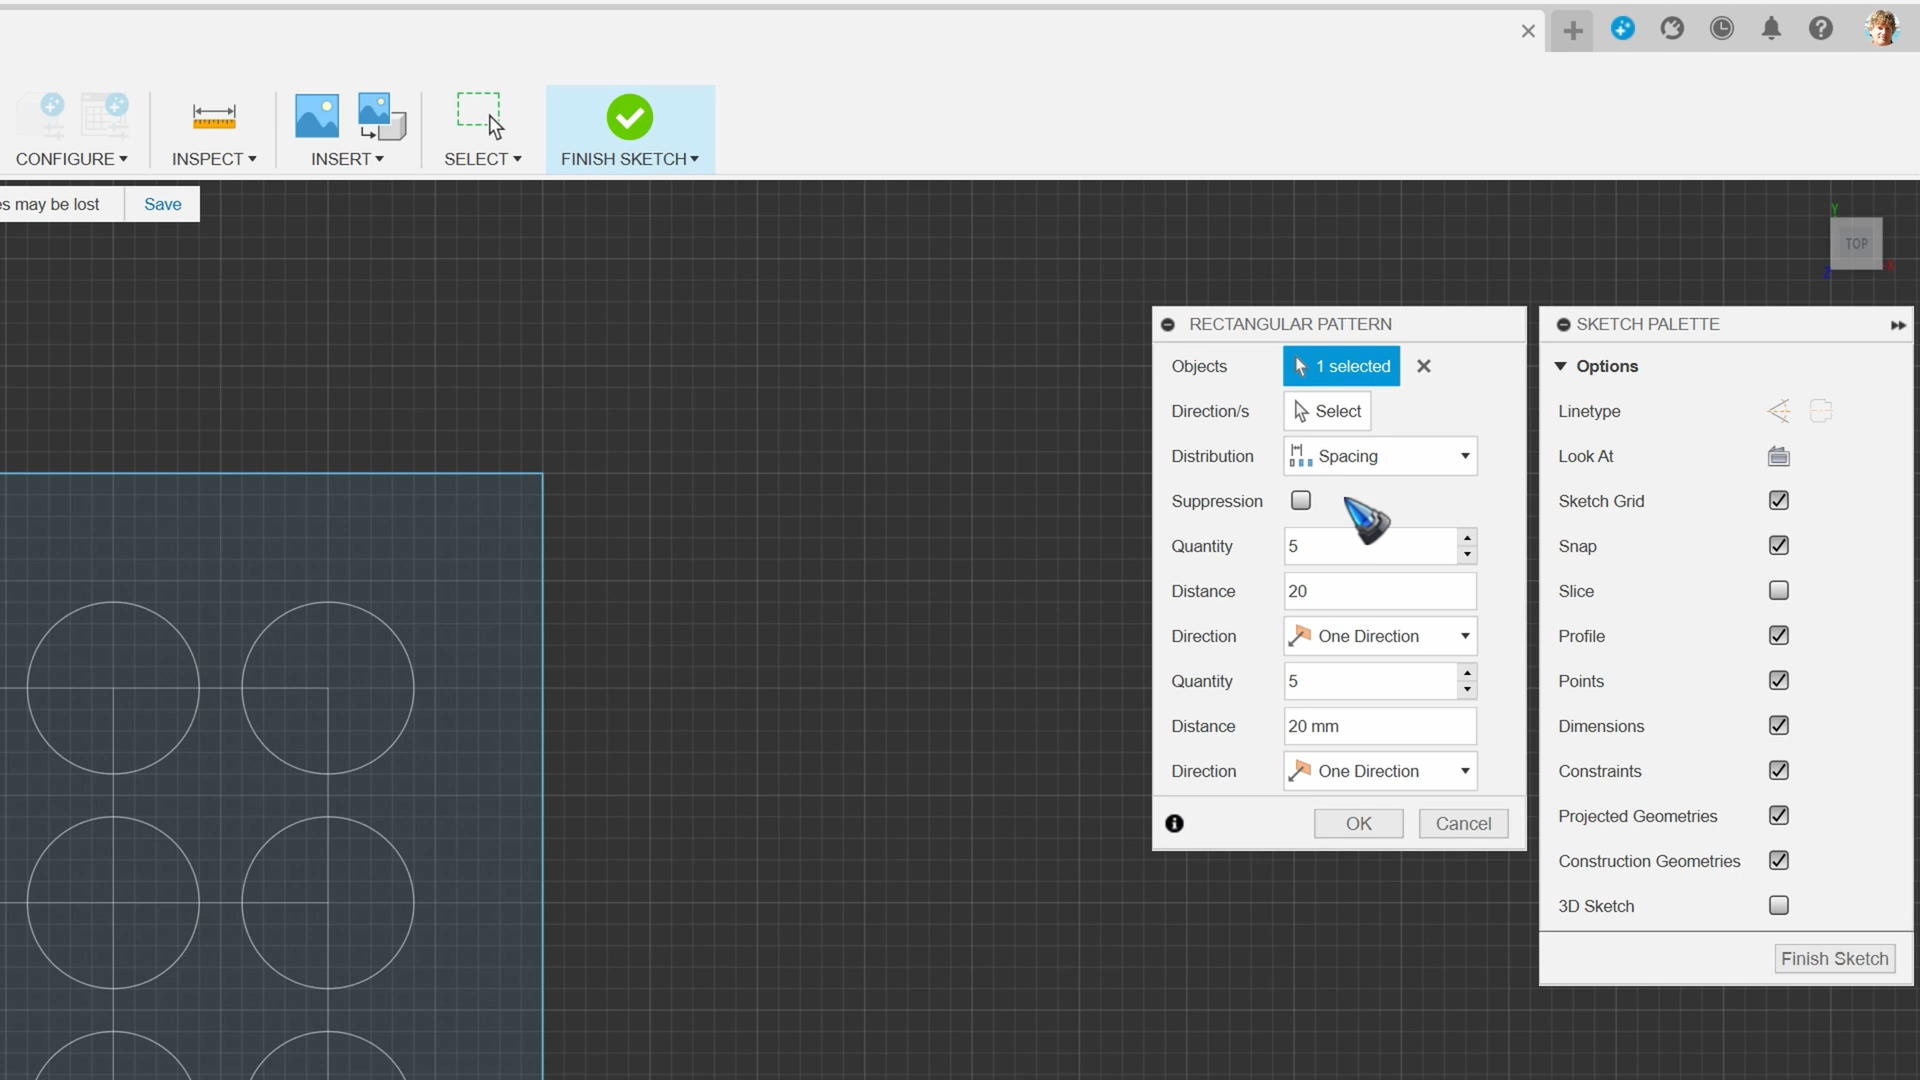 CONFIGURE
INSPECT
INSERT
SELECT
FINISH SKETCH
es may be lost
Save
Y
TOP
Z
X
RECTANGULAR PATTERN
Objects
1 selected
Direction/s
Select
Distribution
Spacing
Suppression
Quantity
5
Distance
20
Direction
One Direction
Quantity
5
Distance
20 mm
Direction
One Direction
OK
Cancel
SKETCH PALETTE
Options
Linetype
Look At
Sketch Grid
Snap
Slice
Profile
Points
Dimensions
Constraints
Projected Geometries
Construction Geometries
3D Sketch
Finish Sketch